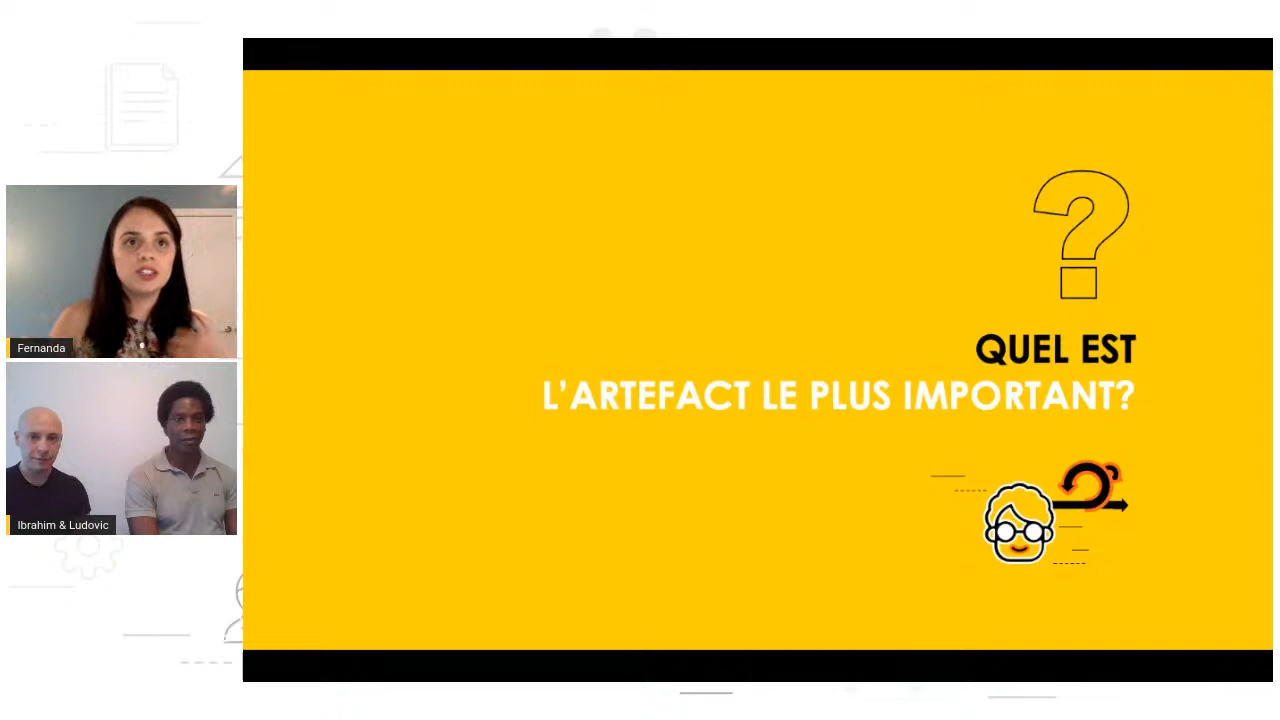 Fernanda
Ibrahim & Ludovic
?
QUEL EST
L'ARTEFACT LE PLUS IMPORTANT?